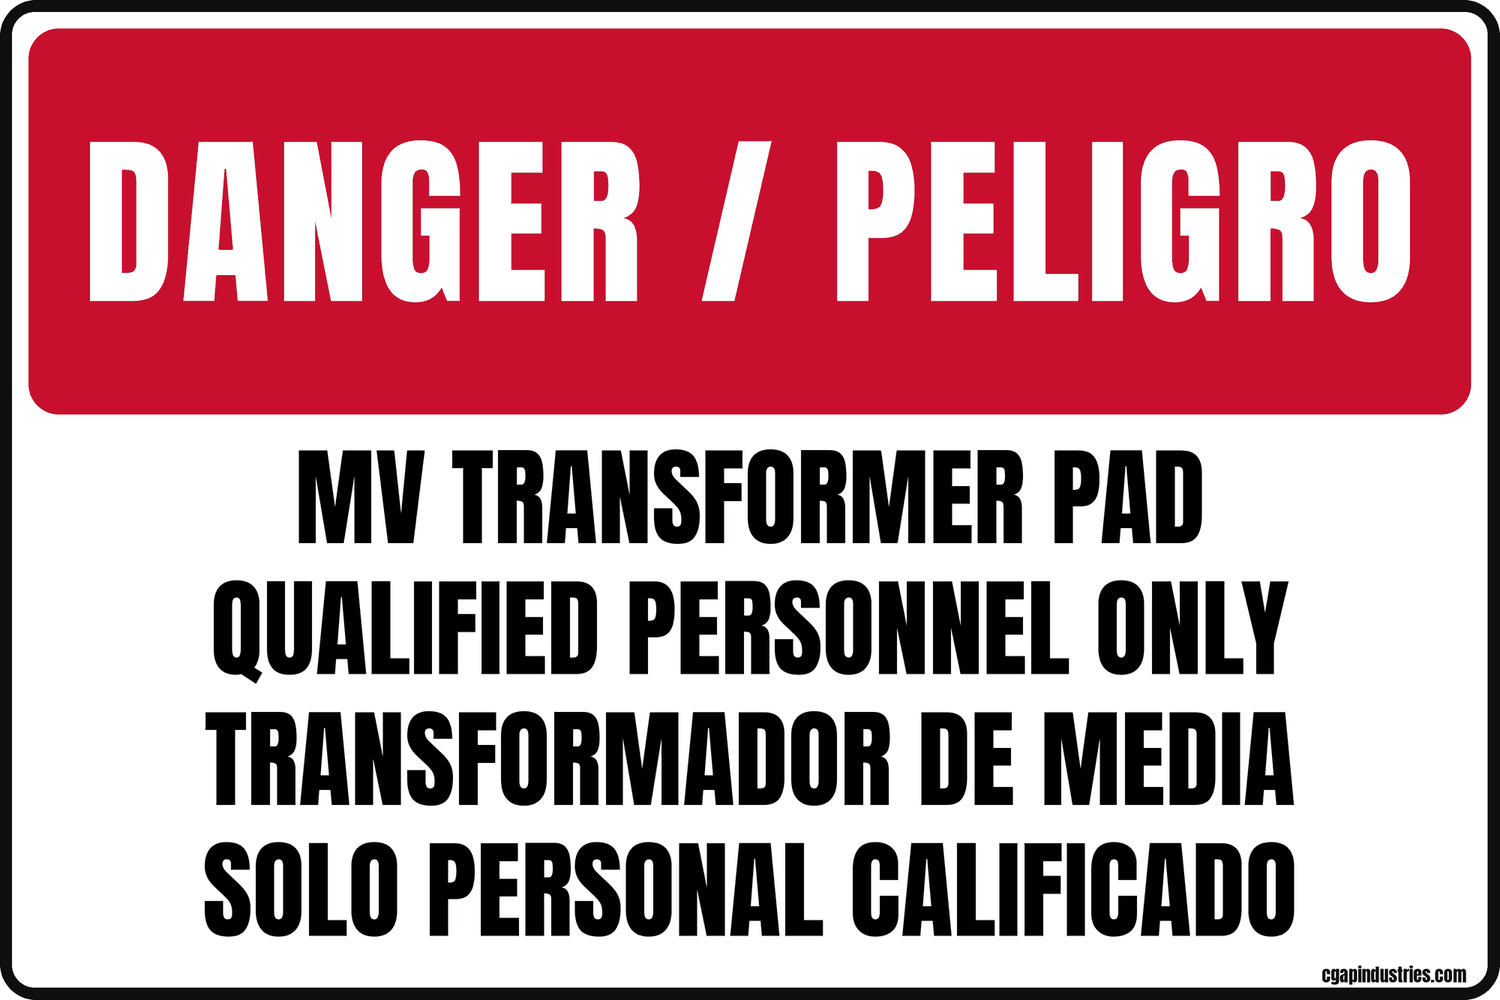 DANGER / PELIGRO
MV TRANSFORMER PAD
QUALIFIED PERSONNEL ONLY
TRANSFORMADOR DE MEDIA
SOLO PERSONAL CALIFICADO
cgapindustries.com